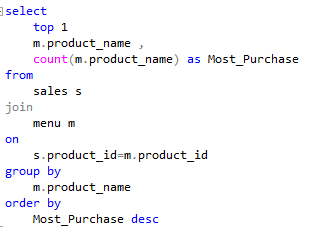 select
top 1
m.product_name ,
count(m.product_name) as Most_Purchase
from
sales s
join
menu m
on
s.product_id=m.product_id
group by
m.product_name
order by
Most_Purchase desc